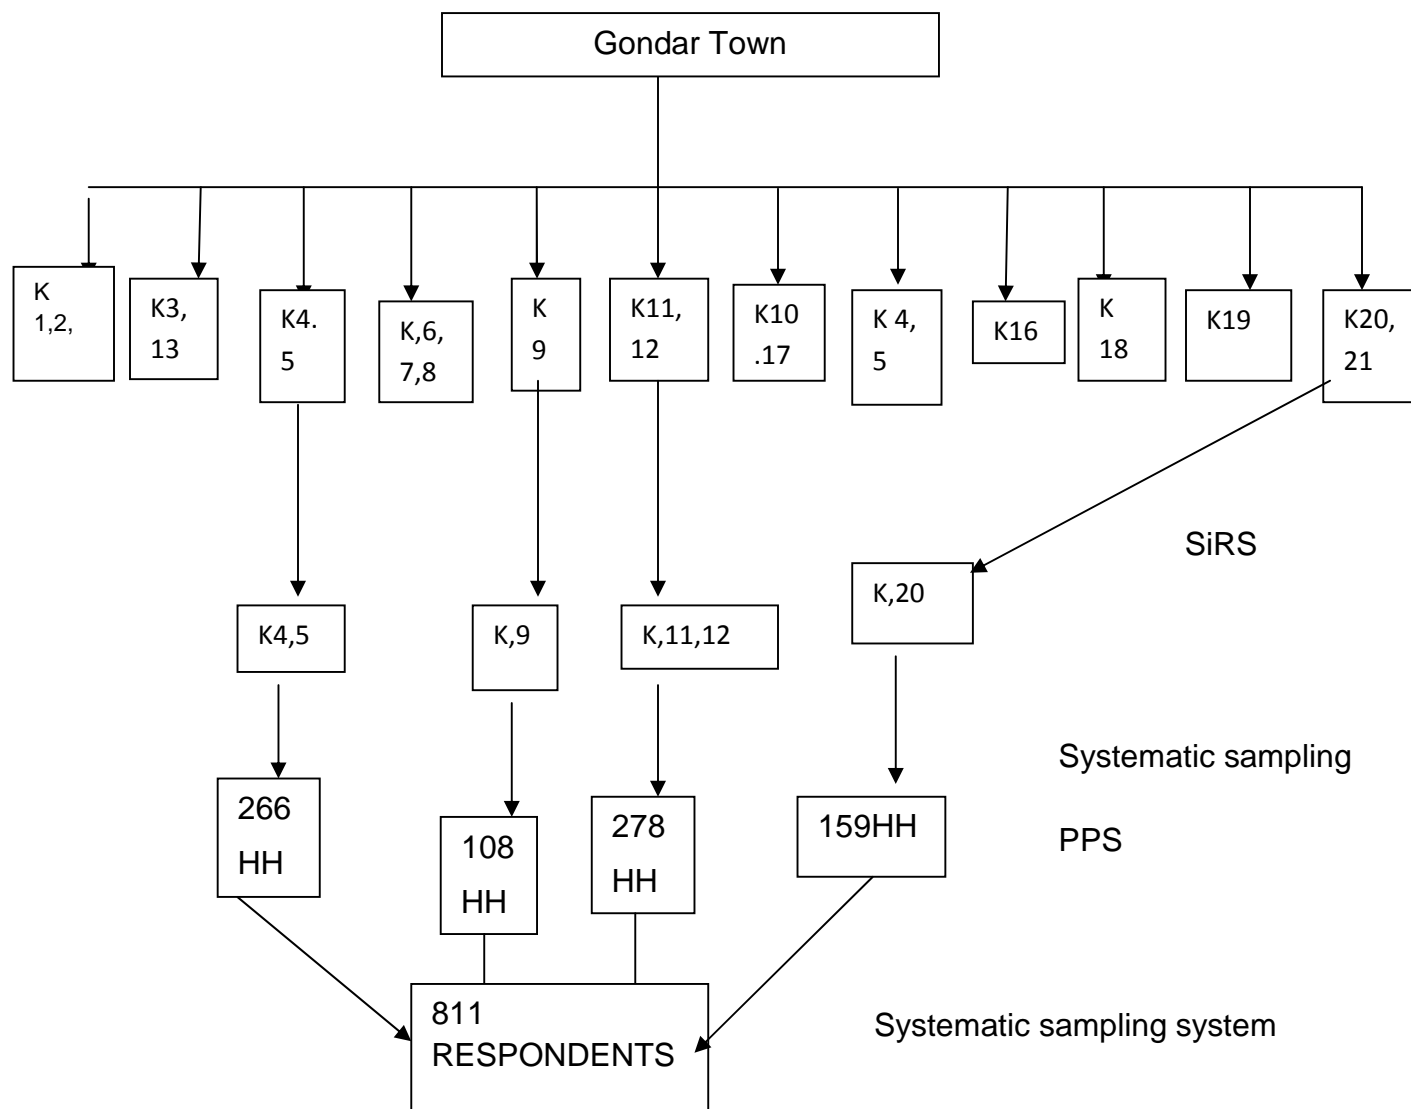 Gondar Town
K
1,2,
K3,
13
K4.
5
K,6,
7,8
K
9
K11,
12
K10
.17
K 4,
5
K16
K
18
K19
K20,
21
SiRS
K4,5
K,9
K,11,12
K,20
Systematic sampling
266
HH
108
HH
278
HH
159HH
PPS
811
RESPONDENTS
Systematic sampling system